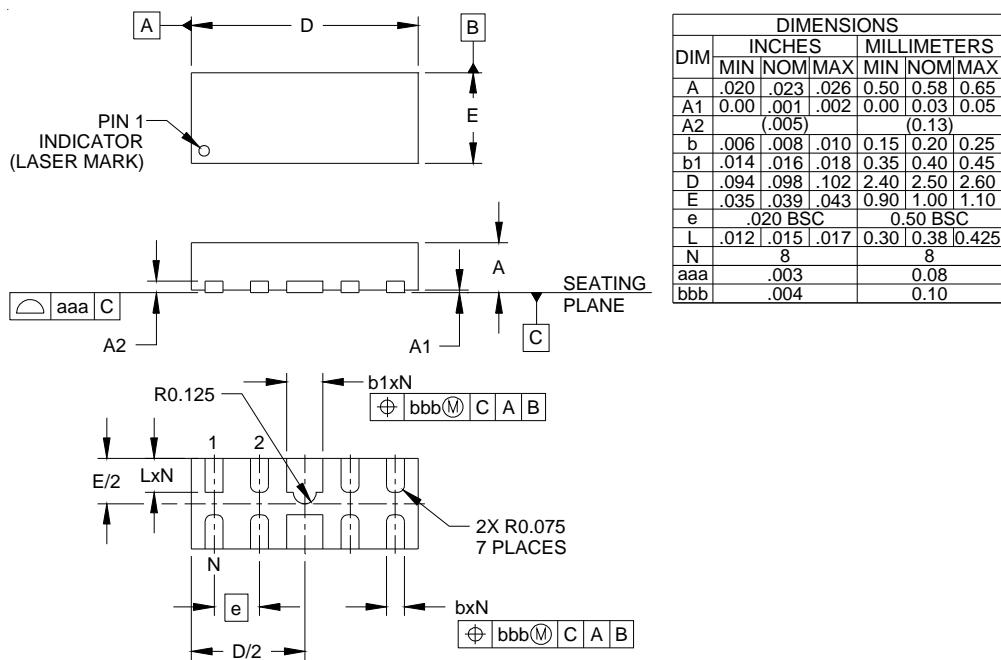 A
D
B
E
PIN 1
INDICATOR
(LASER MARK)
A
SEATING
PLANE
aaa C
C
A2
A1
b1xN
R0.125
bbb Ⓜ C A B
1 2
E/2
LxN
2X R0.075
7 PLACES
N
e
bxN
bbb Ⓜ C A B
D/2
DIMENSIONS
DIM INCHES MILLIMETERS
MIN NOM MAX MIN NOM MAX
A .020 .023 .026 0.50 0.58 0.65
A1 0.00 .001 .002 0.00 0.03 0.05
A2 (.005) (0.13)
b .006 .008 .010 0.15 0.20 0.25
b1 .014 .016 .018 0.35 0.40 0.45
D .094 .098 .102 2.40 2.50 2.60
E .035 .039 .043 0.90 1.00 1.10
e .020 BSC 0.50 BSC
L .012 .015 .017 0.30 0.38 0.425
N 8 8
aaa .003 0.08
bbb .004 0.10